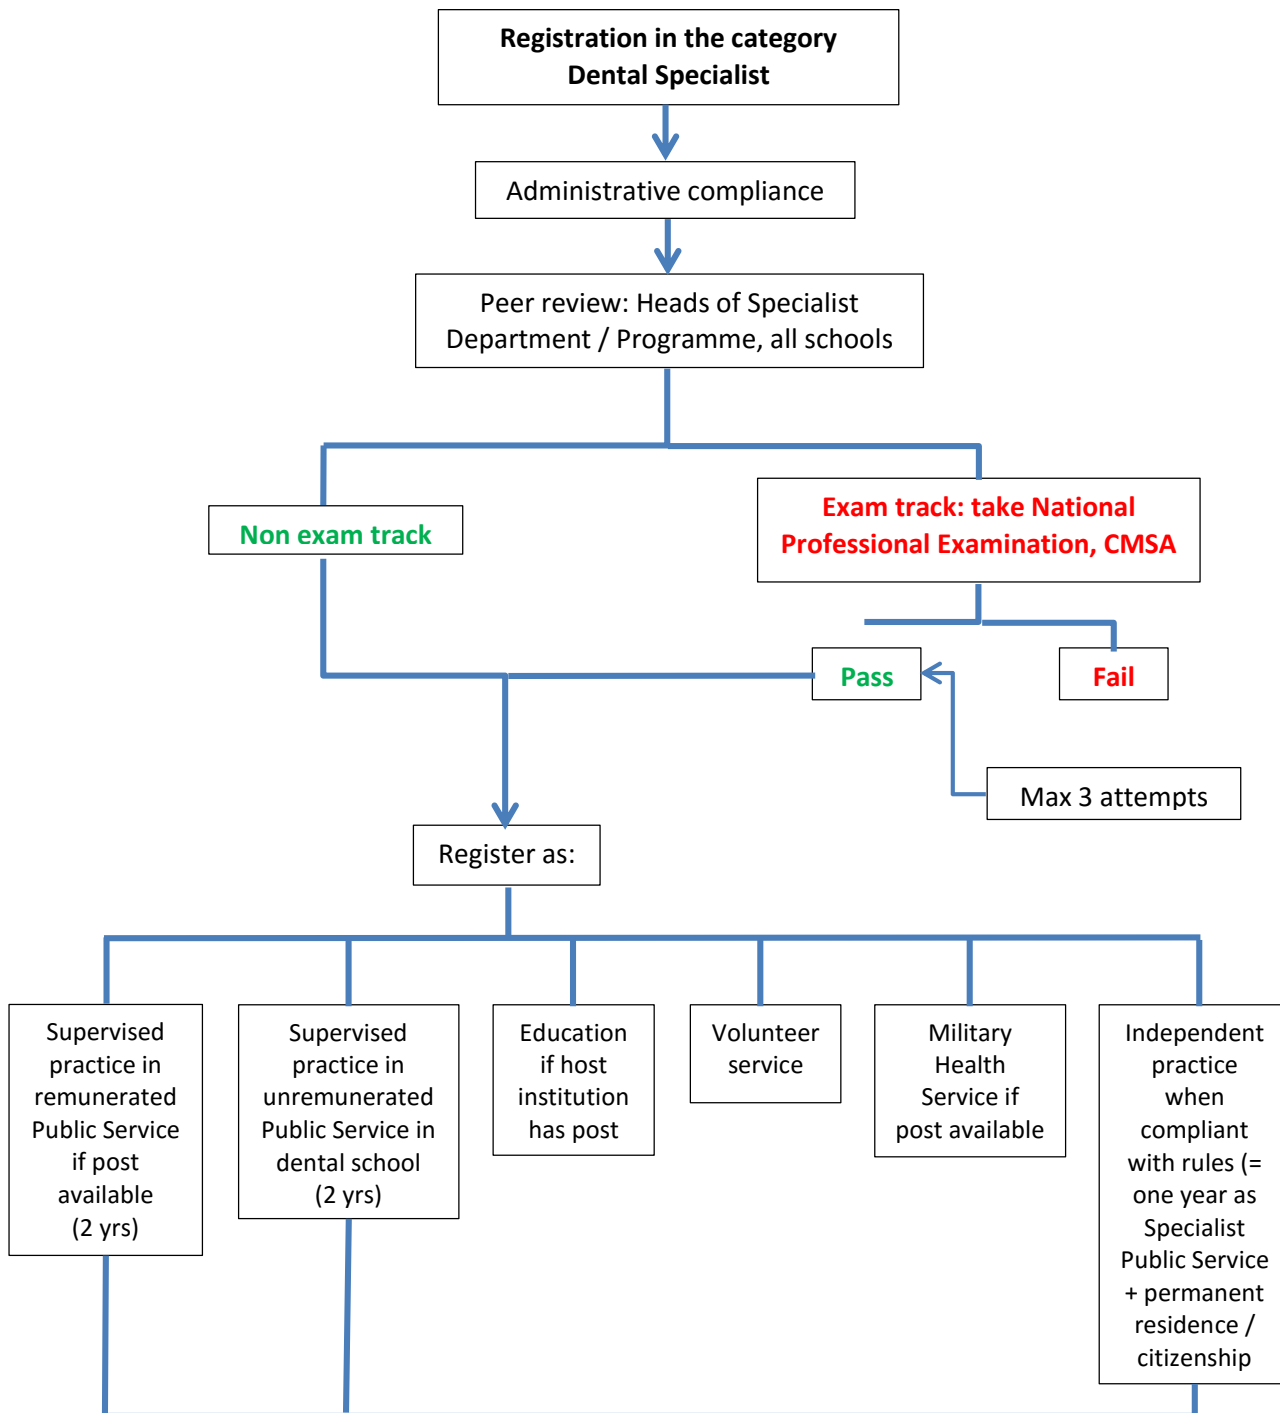 Registration in the category
Dental Specialist
Administrative compliance
Peer review: Heads of Specialist
Department / Programme, all schools
Non exam track
Exam track: take National
Professional Examination, CMSA
Pass
Fail
Max 3 attempts
Register as:
Supervised
practice in
remunerated
Public Service
if post
available
(2 yrs)
Supervised
practice in
unremunerated
Public Service in
dental school
(2 yrs)
Education
if host
institution
has post
Volunteer
service
Military
Health
Service if
post available
Independent
practice
when
compliant
with rules (=
one year as
Specialist
Public Service
+ permanent
residence /
citizenship